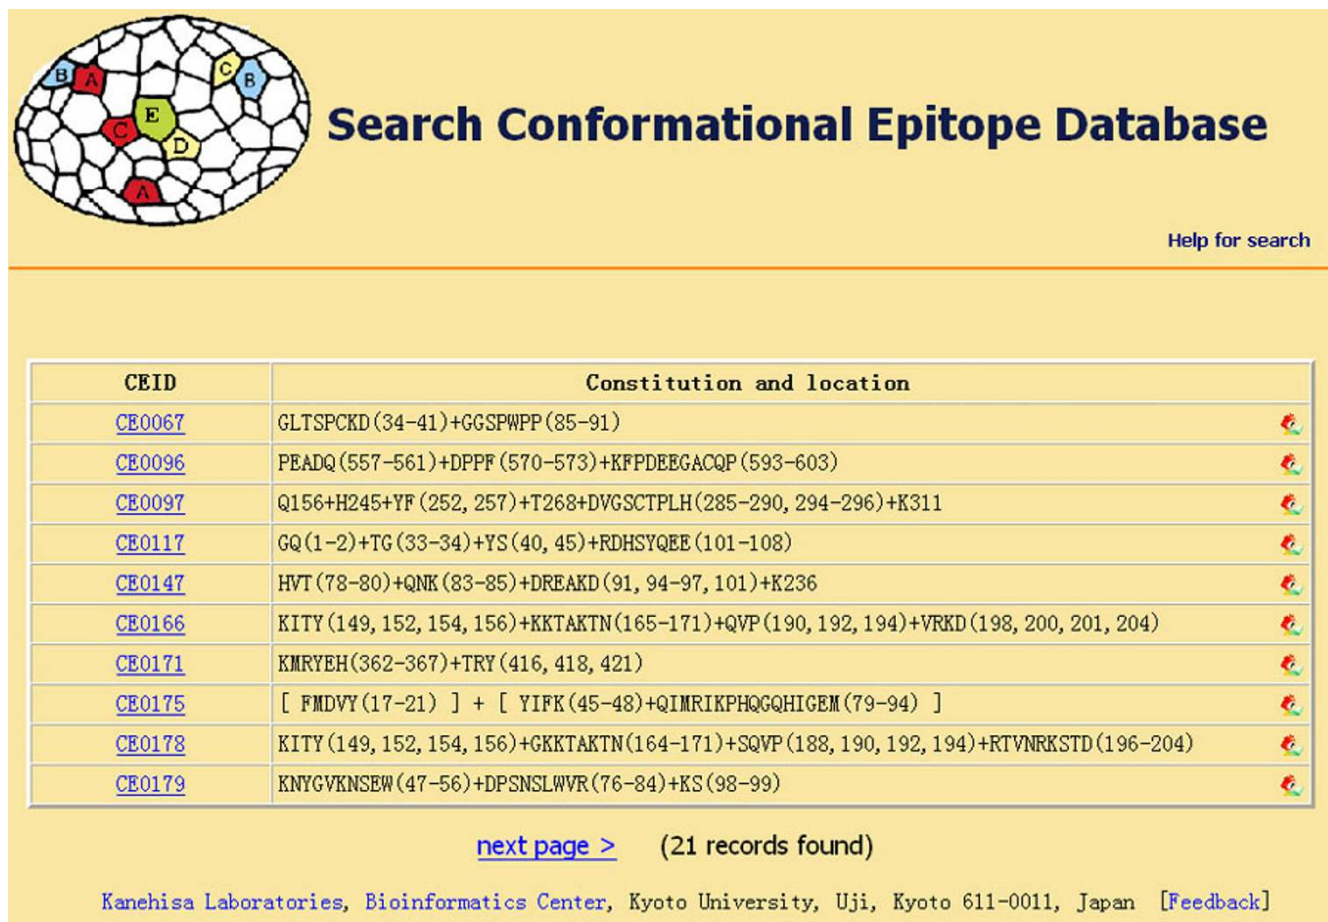 B A C B
E
C
D
A
Search Conformational Epitope Database
Help for search
CEID Constitution and location
CE0067 GLTSPCKD(34-41)+GGSPWPP(85-91)
CE0096 PEADQ(557-561)+DPPF(570-573)+KFPDEEGACQP(593-603)
CE0097 Q156+H245+YF(252,257)+T268+DVGSCTPLH(285-290,294-296)+K311
CE0117 GQ(1-2)+TG(33-34)+YS(40,45)+RDHSYQEE(101-108)
CE0147 HVT(78-80)+QNK(83-85)+DREAKD(91,94-97,101)+K236
CE0166 KITY(149,152,154,156)+KKTAKTN(165-171)+QVP(190,192,194)+VRKD(198,200,201,204)
CE0171 KMRYEH(362-367)+TRY(416,418,421)
CE0175 [ FMDVY(17-21) ] + [ YIFK(45-48)+QIMRIKPHQGQHIGEM(79-94) ]
CE0178 KITY(149,152,154,156)+GKKTAKTN(164-171)+SQVP(188,190,192,194)+RTVNRKSTD(196-204)
CE0179 KNYGVKNSEW(47-56)+DPSNSLWVR(76-84)+KS(98-99)
next page > (21 records found)
Kanehisa Laboratories, Bioinformatics Center, Kyoto University, Uji, Kyoto 611-0011, Japan [Feedback]